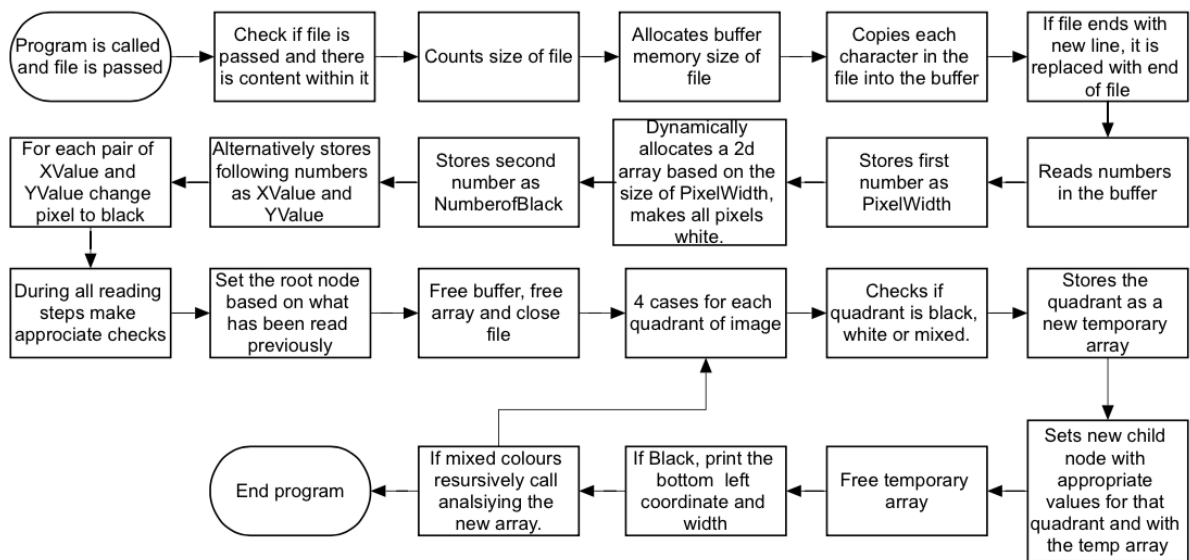 Program is called
and file is passed
Check if file is
passed and there
is content within it
Counts size of file
Allocates buffer
memory size of
file
Copies each
character in the
file into the buffer
If file ends with
new line, it is
replaced with end
of file
Reads numbers
in the buffer
Stores first
number as
PixelWidth
Dynamically
allocates a 2d
array based on the
size of PixelWidth,
makes all pixels
white.
Stores second
number as
NumberofBlack
Alternatively stores
following numbers
as XValue and
YValue
For each pair of
XValue and
YValue change
pixel to black
During all reading
steps make
approciate checks
Set the root node
based on what
has been read
previously
Free buffer, free
array and close
file
4 cases for each
quadrant of image
Checks if
quadrant is black,
white or mixed.
Stores the
quadrant as a
new temporary
array
Sets new child
node with
appropriate
values for that
quadrant and with
the temp array
Free temporary
array
If Black, print the
bottom left
coordinate and
width
If mixed colours
resursively call
analsiying the
new array.
End program